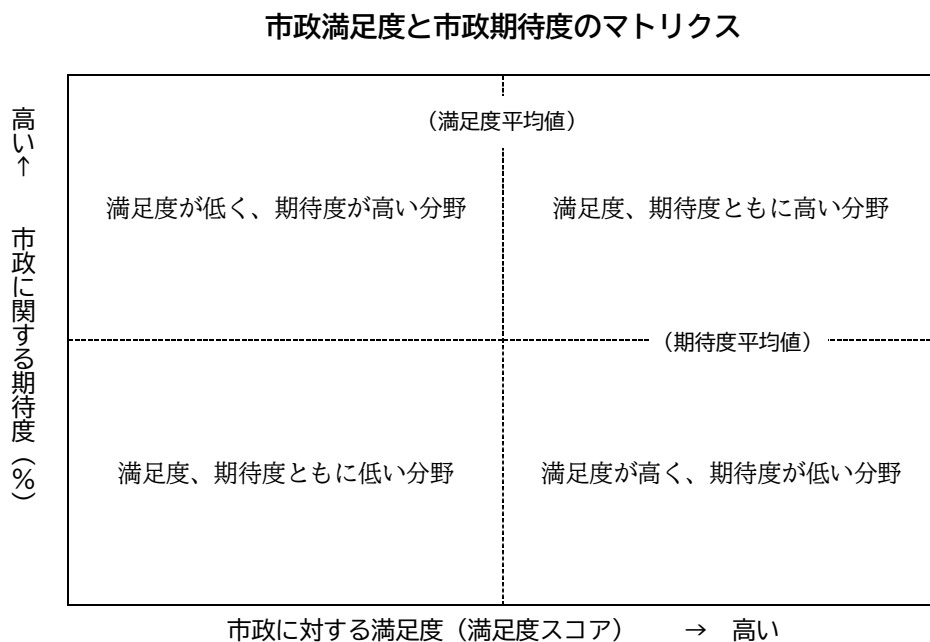 市政満足度と市政期待度のマトリクス
高い↑　市政に関する期待度（%）
（満足度平均値）
満足度が低く、期待度が高い分野
満足度、期待度ともに高い分野
（期待度平均値）
満足度、期待度ともに低い分野
満足度が高く、期待度が低い分野
市政に対する満足度（満足度スコア）　→　高い